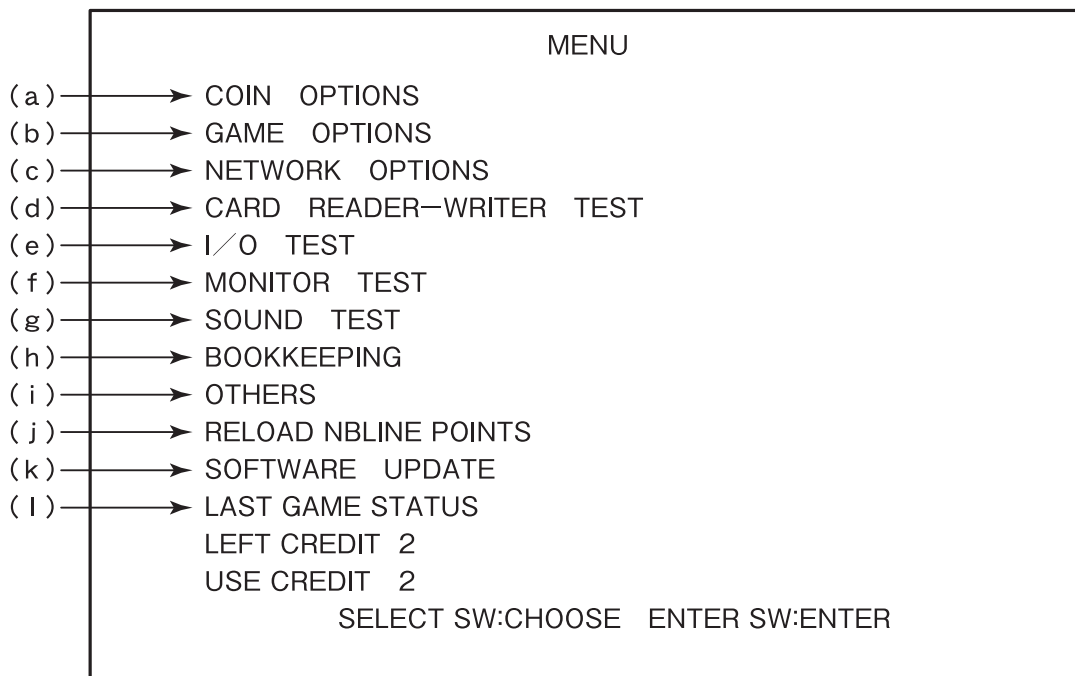 MENU
(a) COIN OPTIONS
(b) GAME OPTIONS
(c) NETWORK OPTIONS
(d) CARD READER-WRITER TEST
(e) I/O TEST
(f) MONITOR TEST
(g) SOUND TEST
(h) BOOKKEEPING
(i) OTHERS
(j) RELOAD NBLINE POINTS
(k) SOFTWARE UPDATE
(l) LAST GAME STATUS
LEFT CREDIT 2
USE CREDIT 2
SELECT SW:CHOOSE ENTER SW:ENTER